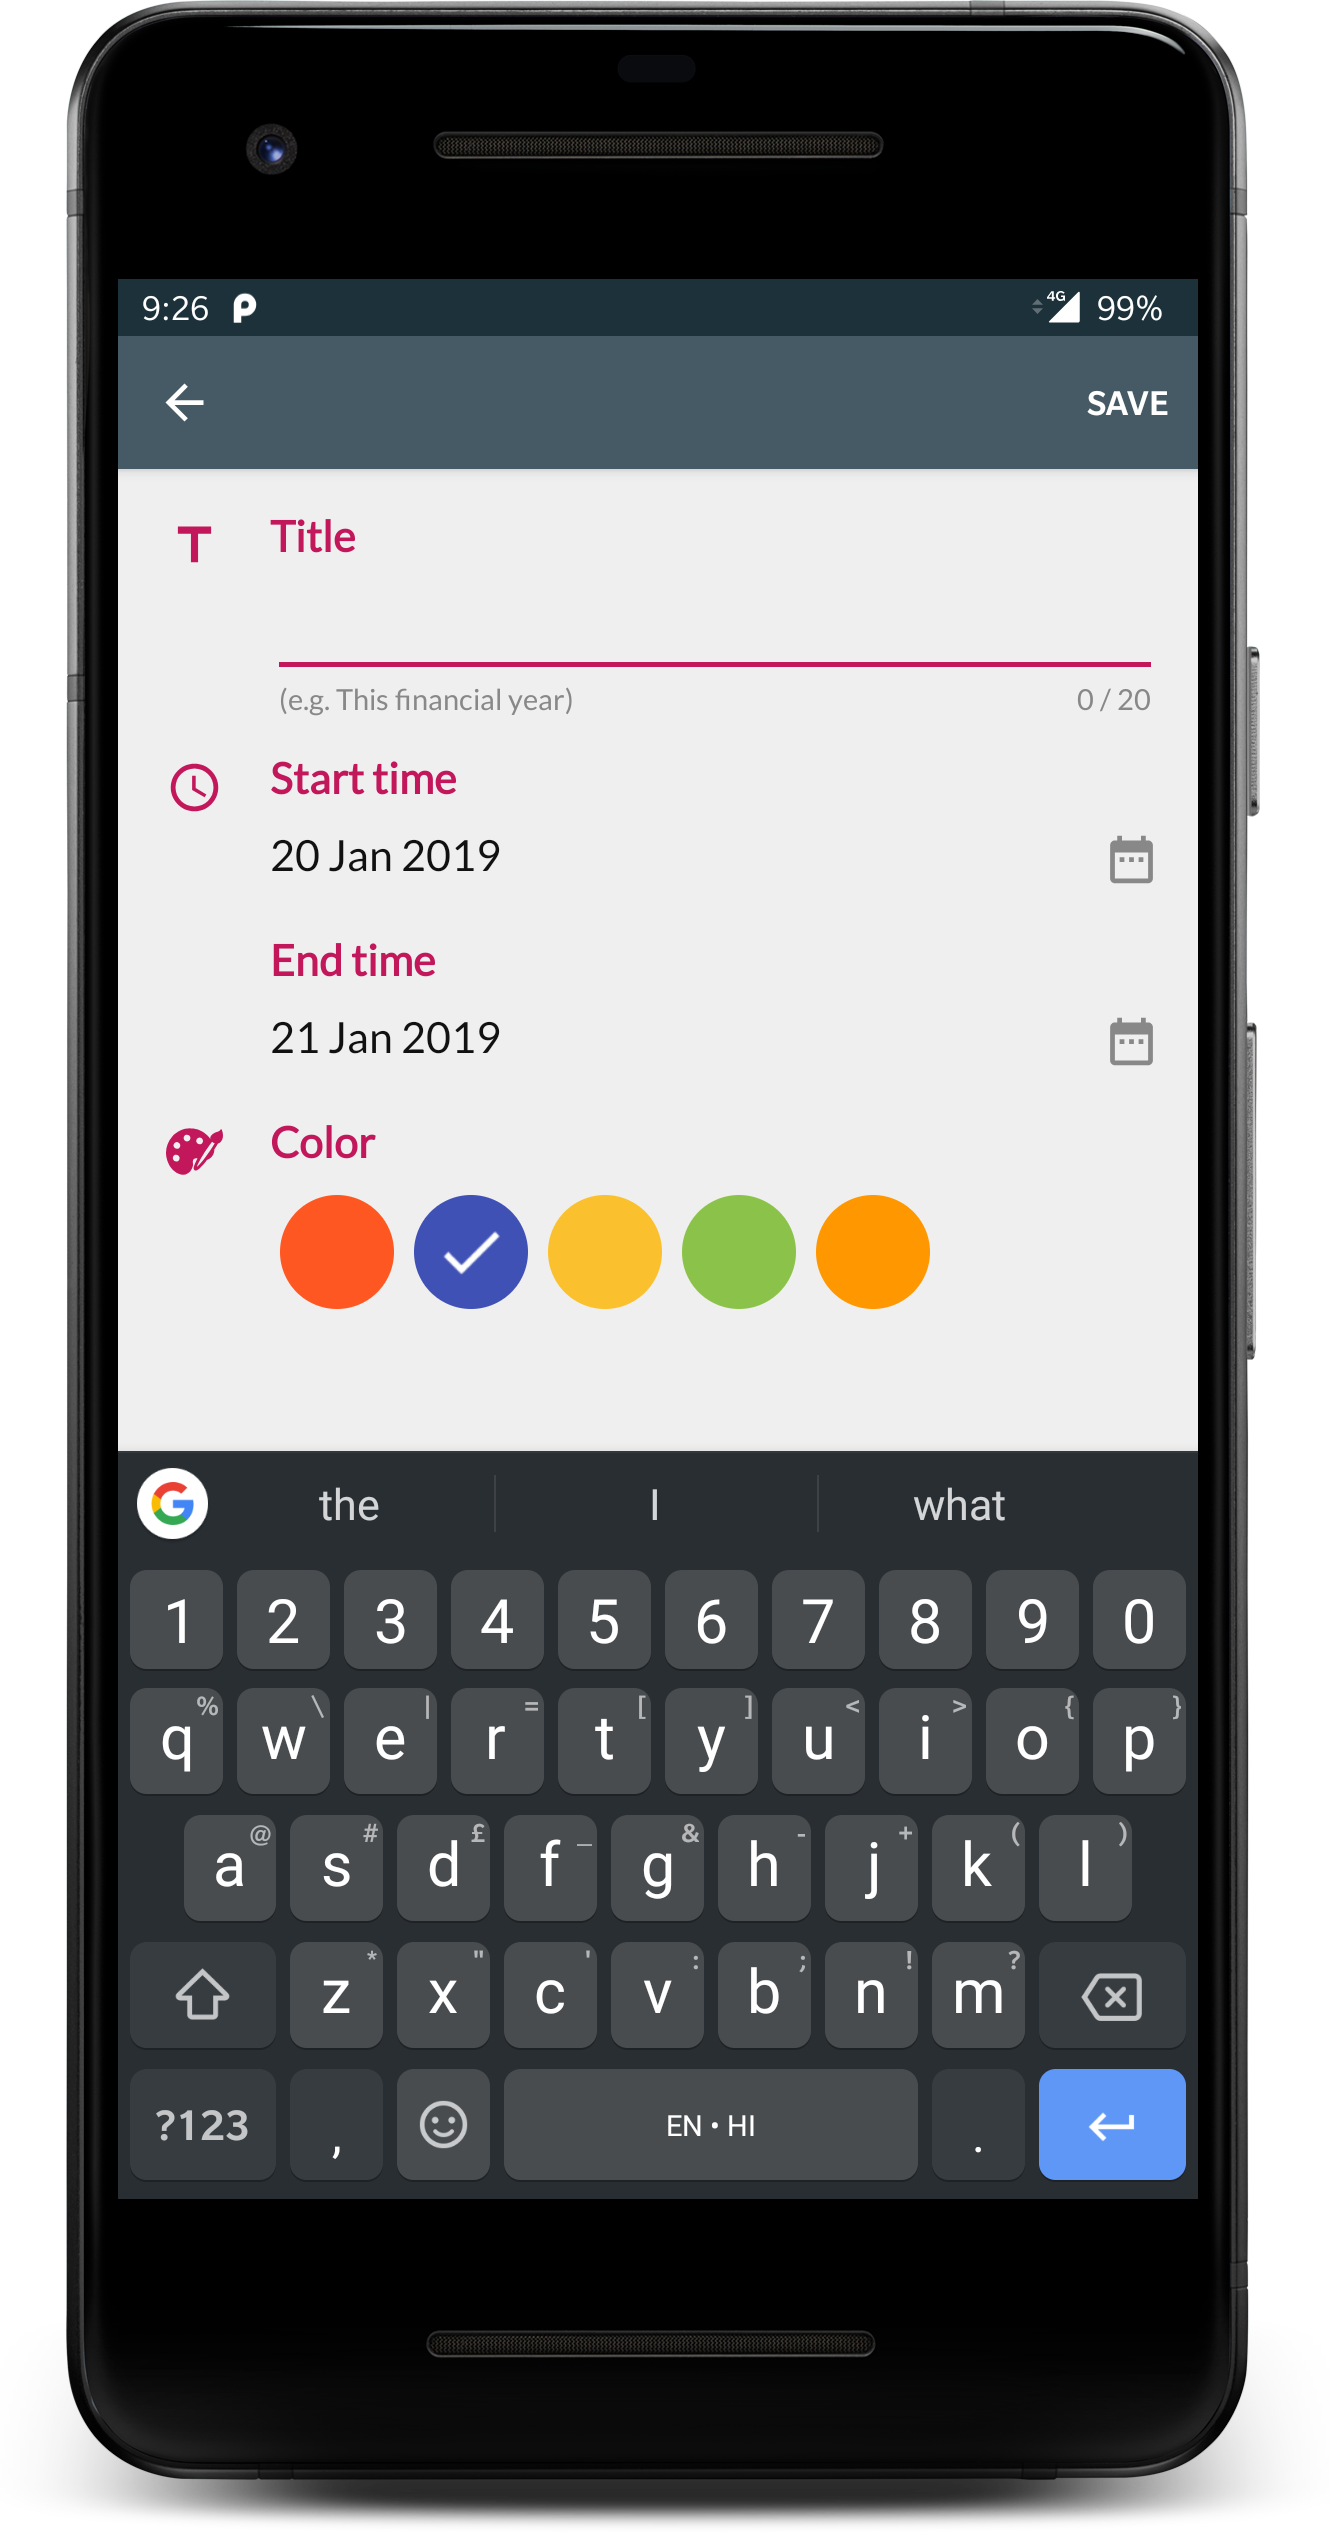 9:26 4G 99%
SAVE
T Title
(e.g. This financial year) 0 / 20
Start time
20 Jan 2019
End time
21 Jan 2019
Color
G the I what
1 2 3 4 5 6 7 8 9 0
% \ | = [ ] < > { }
q w e r t y u i o p
@ # £ _ & - + ( )
a s d f g h j k l
* " ' : ; ! ?
z x c v b n m
?123 , EN • HI .